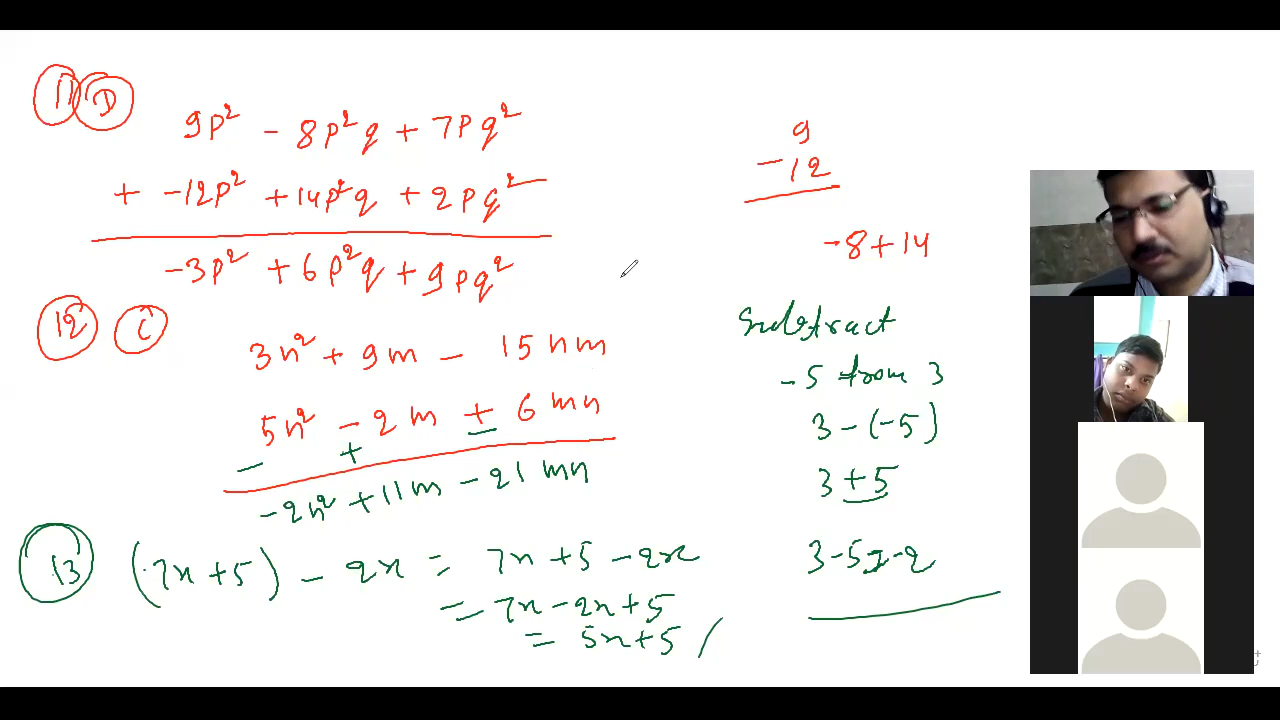 11 D
9p² - 8p²q + 7pq²
+ -12p² + 14p²q + 2pq²
-3p² + 6p²q + 9pq²
9
-12
-8+14
12 C
3n² + 9m - 15nm
5n² - 2m + 6mn
- + -
-2n² + 11m - 21mn
Subtract
-5 from 3
3 - (-5)
3 + 5
3-5=-2
13 (7x+5) - 2x = 7x+5-2x
= 7x-2x+5
= 5x+5